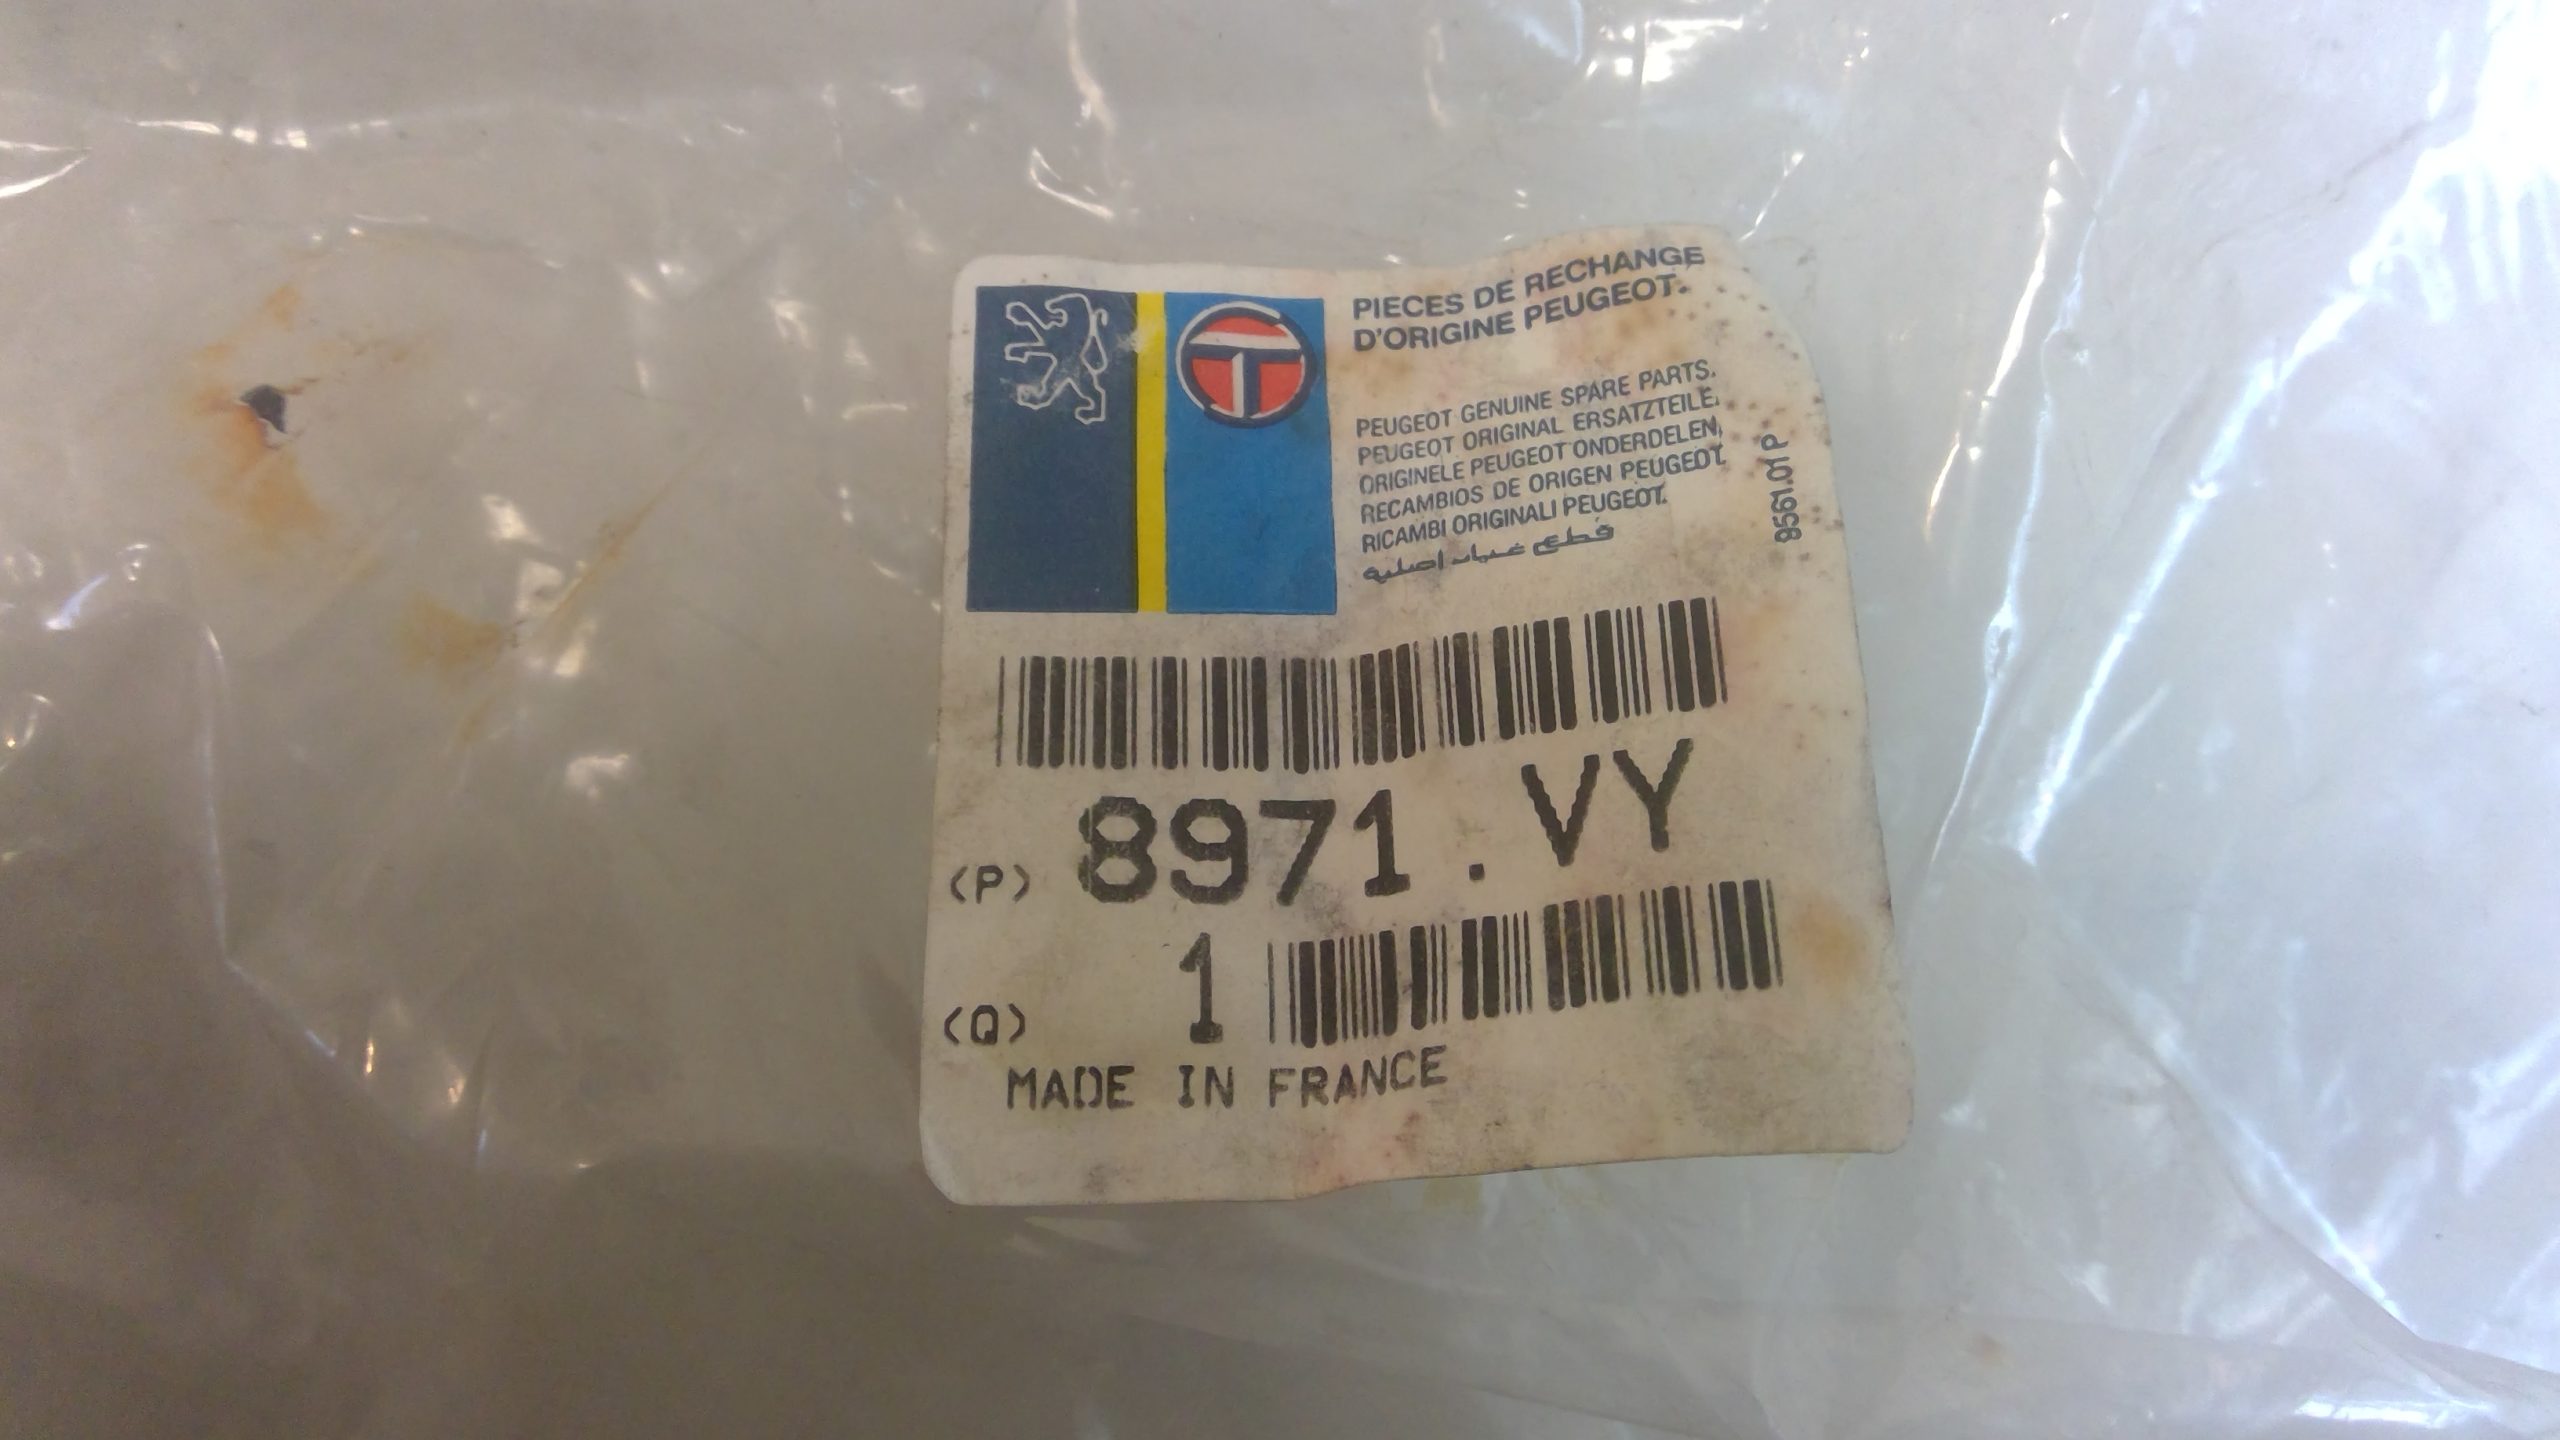 PIECES DE RECHANGE
D'ORIGINE PEUGEOT.
PEUGEOT GENUINE SPARE PARTS.
PEUGEOT ORIGINAL ERSATZTEILE.
ORIGINELE PEUGEOT ONDERDELEN.
RECAMBIOS DE ORIGEN PEUGEOT.
RICAMBI ORIGINALI PEUGEOT.
قطع غيار اصلية
8561.01 P
(P) 8971.VY
(Q) 1
MADE IN FRANCE